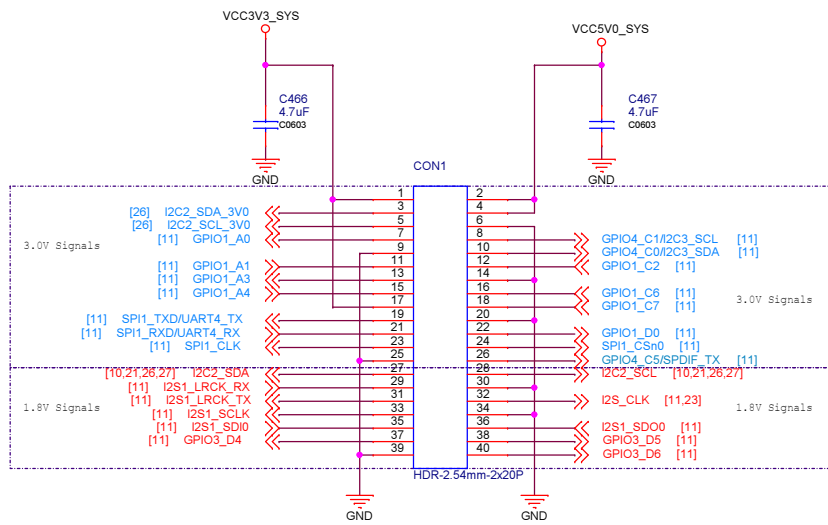 VCC3V3_SYS
VCC5V0_SYS
C466
4.7uF
C0603
C467
4.7uF
C0603
GND
GND
CON1
1 2
[26] I2C2_SDA_3V0 3 4
[26] I2C2_SCL_3V0 5 6
[11] GPIO1_A0 7 8 GPIO4_C1/I2C3_SCL [11]
3.0V Signals
9 10 GPIO4_C0/I2C3_SDA [11]
[11] GPIO1_A1 11 12 GPIO1_C2 [11]
[11] GPIO1_A3 13 14
[11] GPIO1_A4 15 16 GPIO1_C6 [11]
17 18 GPIO1_C7 [11]
3.0V Signals
[11] SPI1_TXD/UART4_TX 19 20
[11] SPI1_RXD/UART4_RX 21 22 GPIO1_D0 [11]
[11] SPI1_CLK 23 24 SPI1_CSn0 [11]
25 26 GPIO4_C5/SPDIF_TX [11]
[10,21,26,27] I2C2_SDA 27 28 I2C2_SCL [10,21,26,27]
[11] I2S1_LRCK_RX 29 30
[11] I2S1_LRCK_TX 31 32 I2S_CLK [11,23]
1.8V Signals
[11] I2S1_SCLK 33 34
1.8V Signals
[11] I2S1_SDI0 35 36 I2S1_SDO0 [11]
[11] GPIO3_D4 37 38 GPIO3_D5 [11]
39 40 GPIO3_D6 [11]
HDR-2.54mm-2x20P
GND
GND